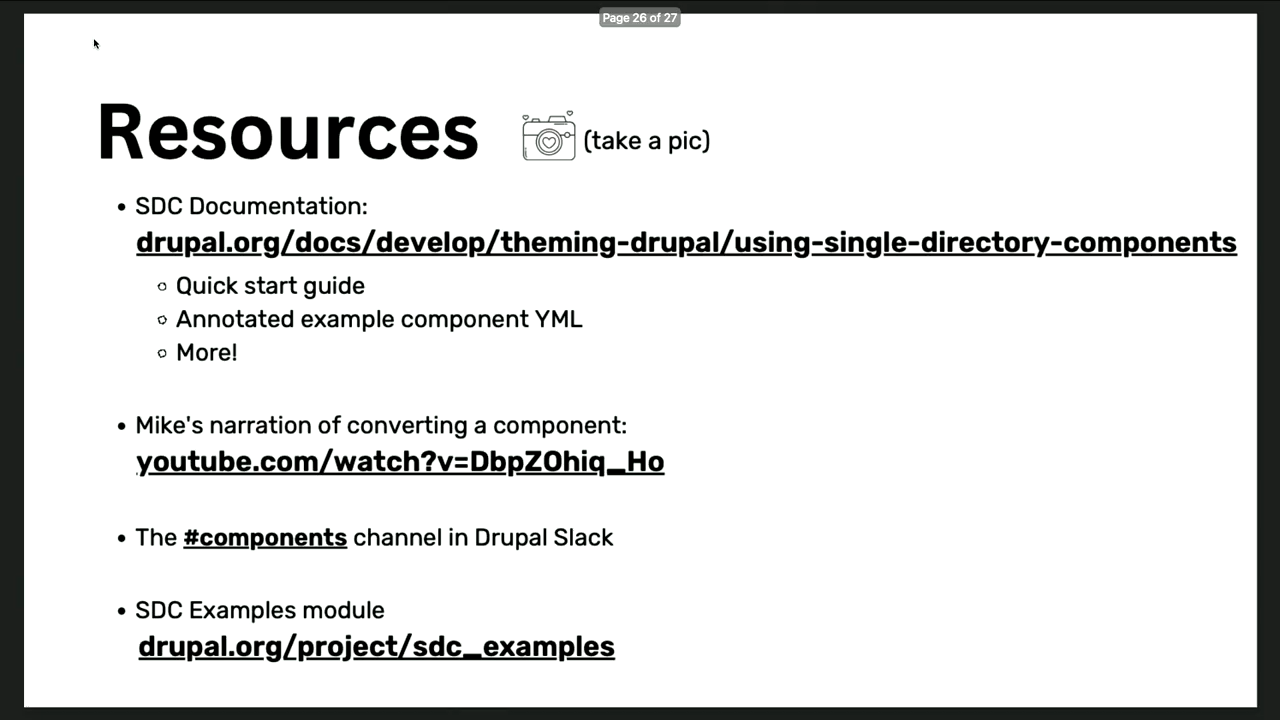 Page 26 of 27
Resources (take a pic)
• SDC Documentation:
drupal.org/docs/develop/theming-drupal/using-single-directory-components
◦ Quick start guide
◦ Annotated example component YML
◦ More!
• Mike's narration of converting a component:
youtube.com/watch?v=DbpZOhiq_Ho
• The #components channel in Drupal Slack
• SDC Examples module
drupal.org/project/sdc_examples